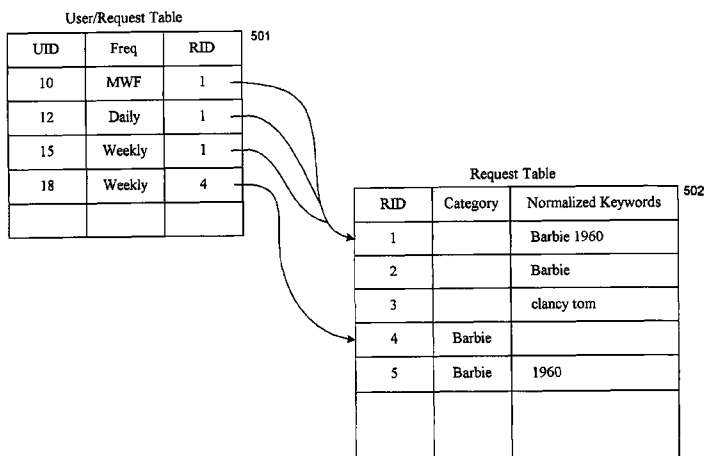 User/Request Table
501
UID Freq RID
10 MWF 1
12 Daily 1
15 Weekly 1
18 Weekly 4
Request Table
502
RID Category Normalized Keywords
1 Barbie 1960
2 Barbie
3 clancy tom
4 Barbie
5 Barbie 1960